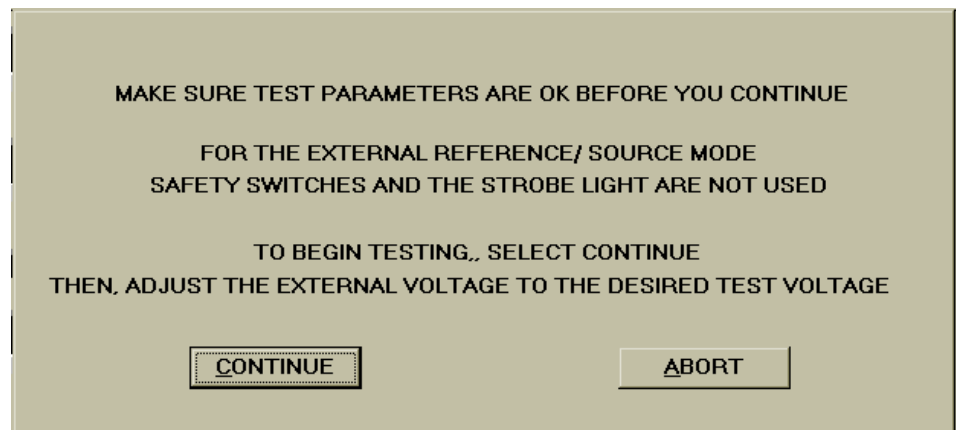 MAKE SURE TEST PARAMETERS ARE OK BEFORE YOU CONTINUE
FOR THE EXTERNAL REFERENCE/ SOURCE MODE
SAFETY SWITCHES AND THE STROBE LIGHT ARE NOT USED
TO BEGIN TESTING,, SELECT CONTINUE
THEN, ADJUST THE EXTERNAL VOLTAGE TO THE DESIRED TEST VOLTAGE
CONTINUE ABORT